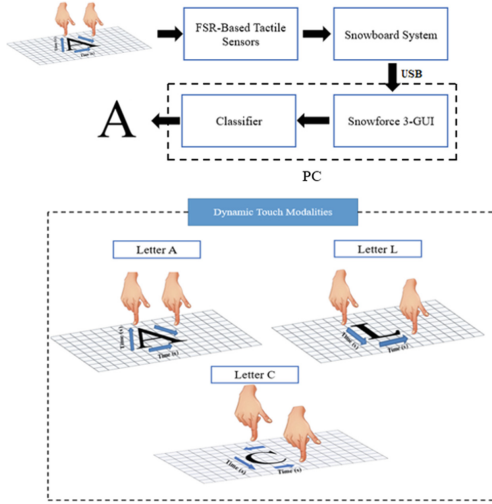 FSR-Based Tactile
Sensors
Snowboard System
USB
A
Classifier
Snowforce 3-GUI
PC
Dynamic Touch Modalities
Letter A
Letter L
A
Time (s)
Time (s)
L
Time (s)
Time (s)
Letter C
C
Time (s)
Time (s)